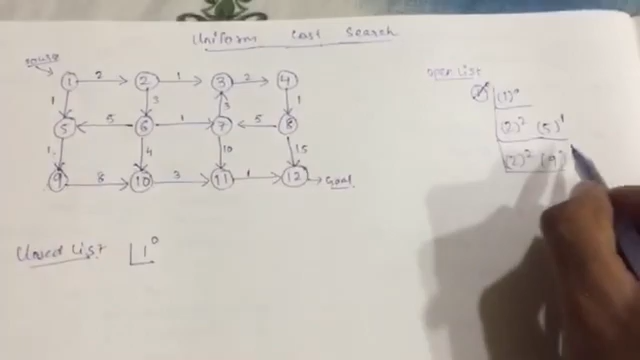 Uniform Cost Search
source
1 2 2 1 3 2 4
1 3 3 1
5 5 6 1 7 5 8
1 4 10 15
9 8 10 3 11 1 12 Goal
open list
(1)⁰
(2)² (5)¹
(2)² (9)
Closed List 1⁰